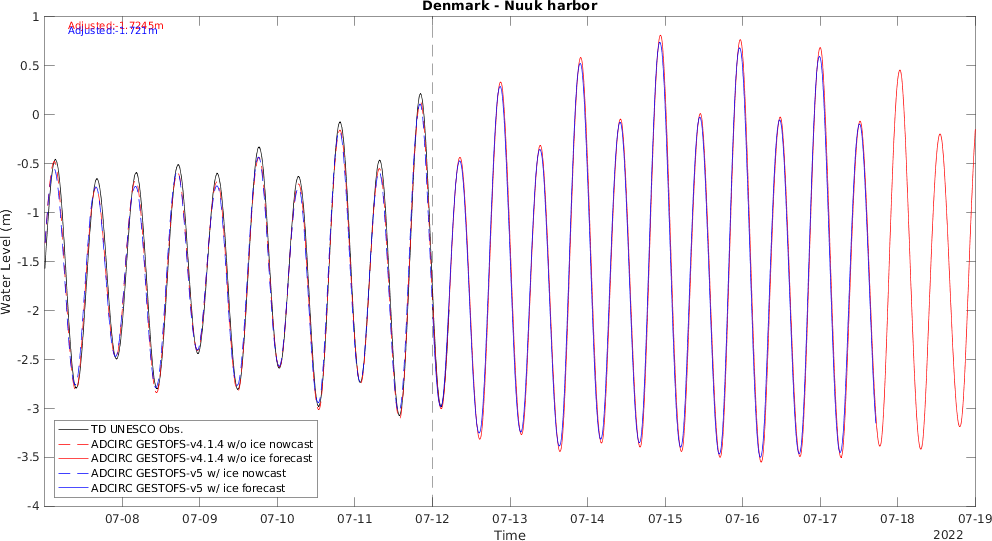 Denmark - Nuuk harbor
Adjusted:-1.7245m
Adjusted:-1.721m
1
0.5
0
-0.5
-1
-1.5
-2
-2.5
-3
-3.5
-4
Water Level (m)
TD UNESCO Obs.
ADCIRC GESTOFS-v4.1.4 w/o ice nowcast
ADCIRC GESTOFS-v4.1.4 w/o ice forecast
ADCIRC GESTOFS-v5 w/ ice nowcast
ADCIRC GESTOFS-v5 w/ ice forecast
07-08 07-09 07-10 07-11 07-12 07-13 07-14 07-15 07-16 07-17 07-18 07-19
Time
2022